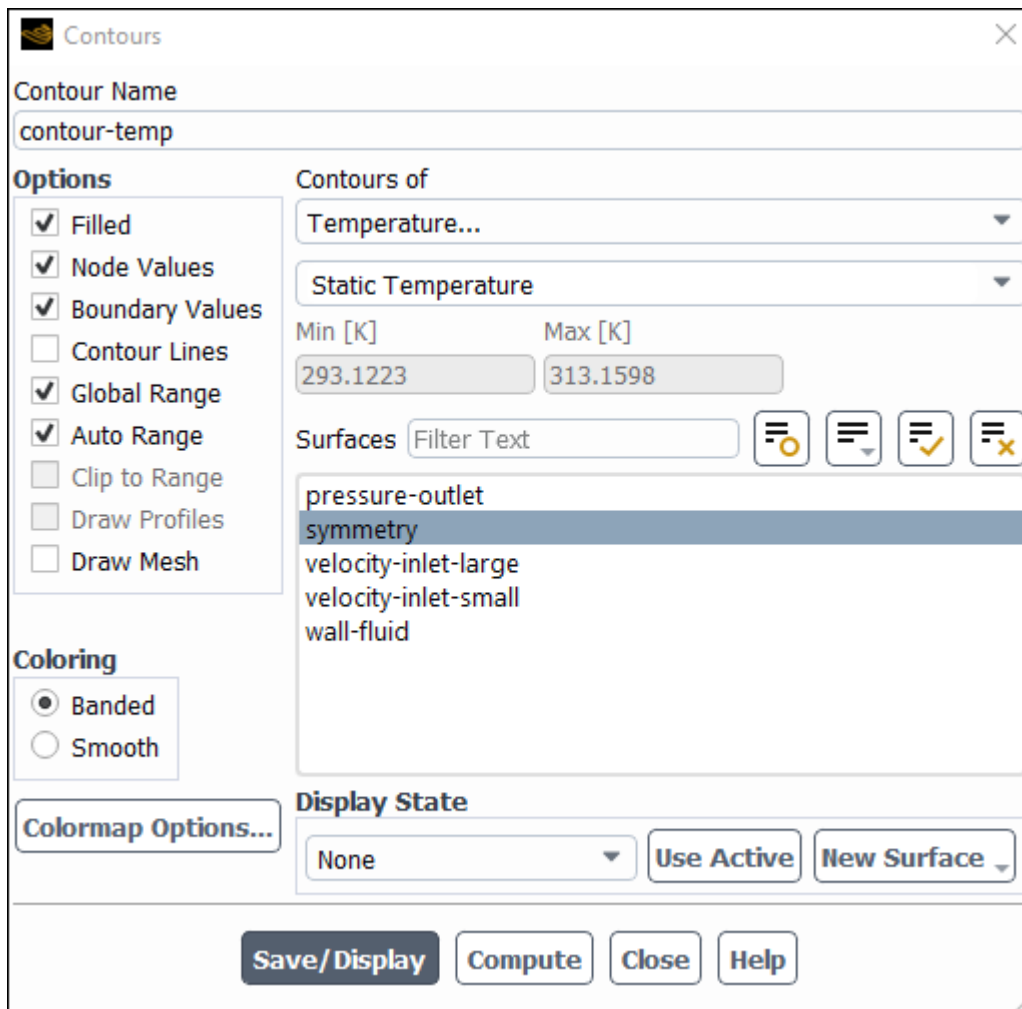 Contours
Contour Name
contour-temp
Options
Filled
Node Values
Boundary Values
Contour Lines
Global Range
Auto Range
Clip to Range
Draw Profiles
Draw Mesh
Coloring
Banded
Smooth
Colormap Options...
Contours of
Temperature...
Static Temperature
Min [K] Max [K]
293.1223 313.1598
Surfaces Filter Text
pressure-outlet
symmetry
velocity-inlet-large
velocity-inlet-small
wall-fluid
Display State
None Use Active New Surface
Save/Display Compute Close Help